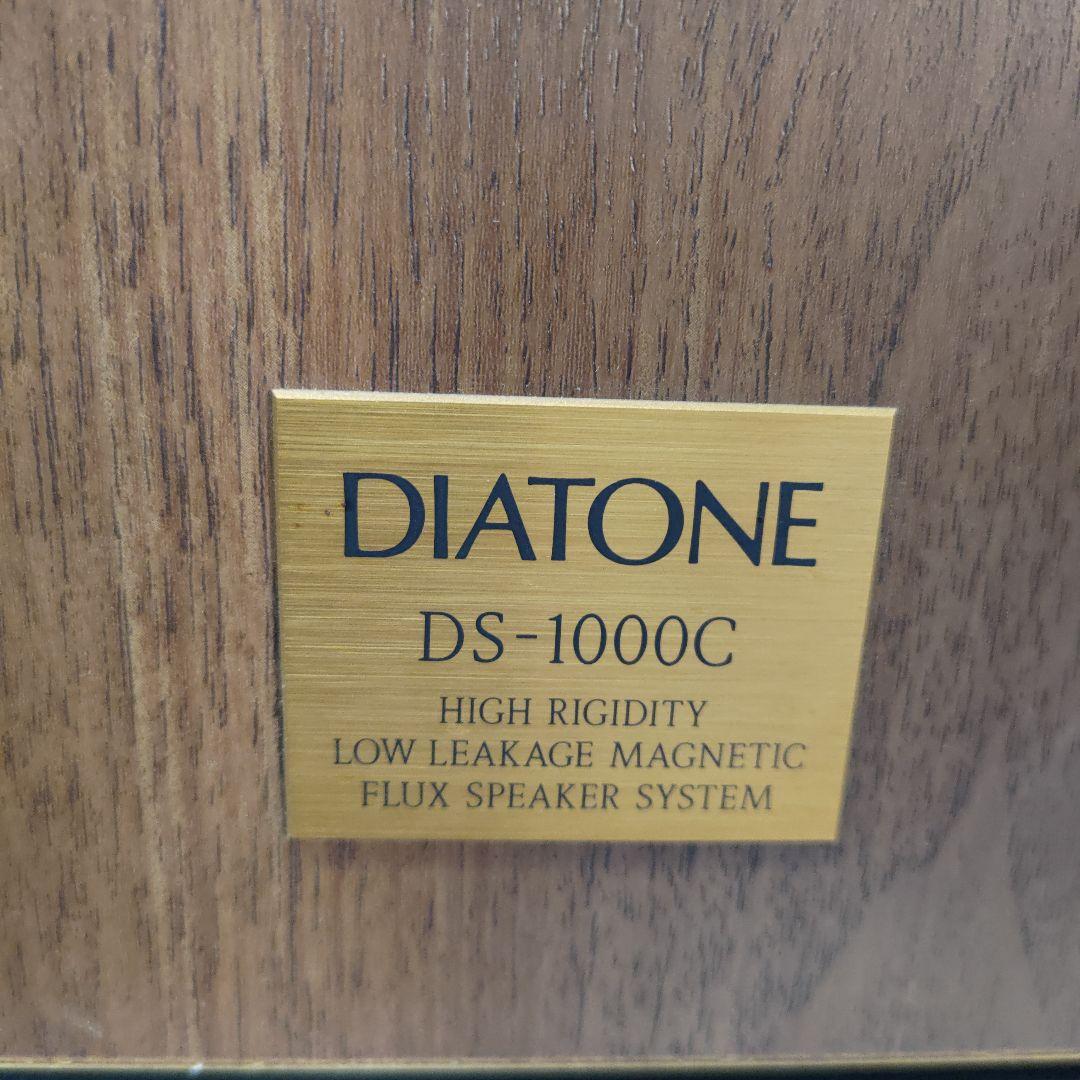 DIATONE
DS-1000C
HIGH RIGIDITY
LOW LEAKAGE MAGNETIC
FLUX SPEAKER SYSTEM